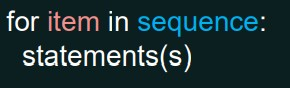 for item in sequence:
statements(s)